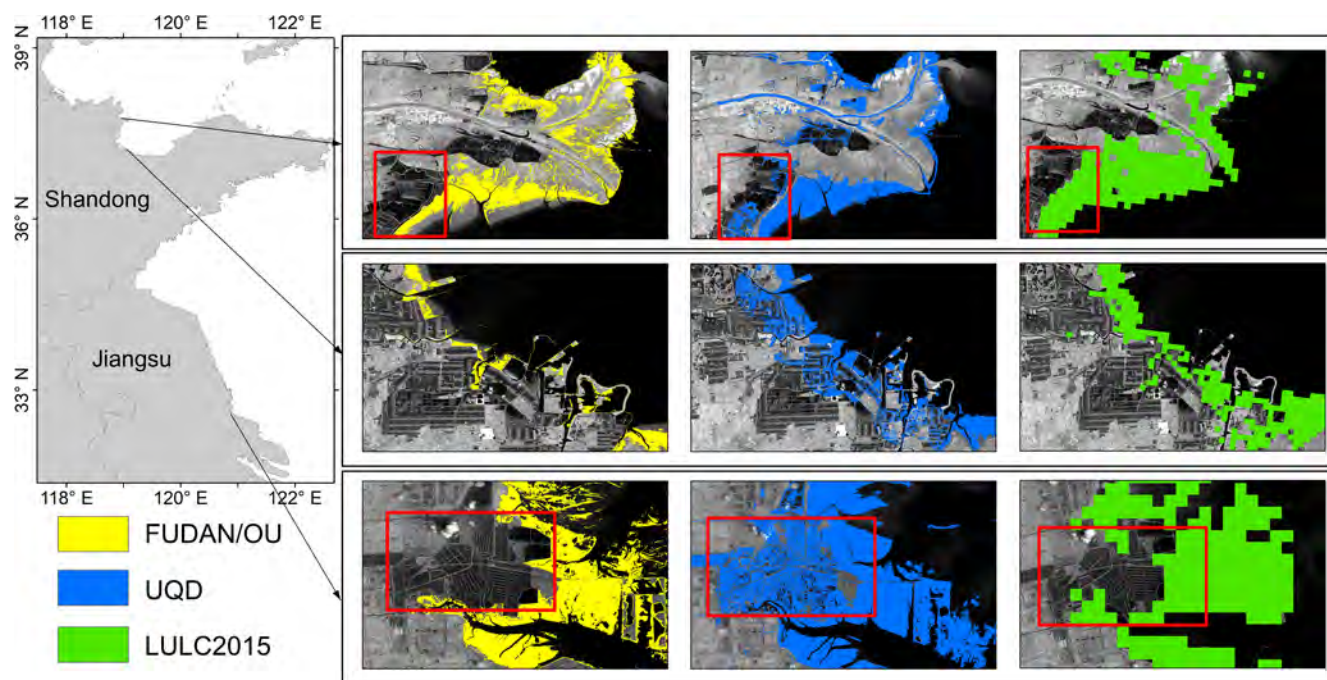 118° E 120° E 122° E
39° N
36° N
33° N
Shandong
Jiangsu
118° E 120° E 122° E
FUDAN/OU
UQD
LULC2015